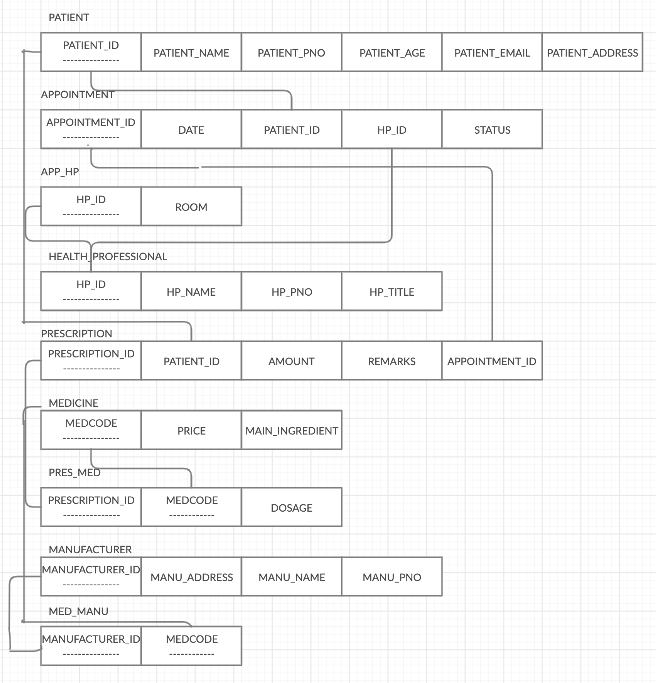 PATIENT
PATIENT_ID PATIENT_NAME PATIENT_PNO PATIENT_AGE PATIENT_EMAIL PATIENT_ADDRESS
---------------
APPOINTMENT
APPOINTMENT_ID DATE PATIENT_ID HP_ID STATUS
---------------
APP_HP
HP_ID ROOM
---------------
HEALTH_PROFESSIONAL
HP_ID HP_NAME HP_PNO HP_TITLE
---------------
PRESCRIPTION
PRESCRIPTION_ID PATIENT_ID AMOUNT REMARKS APPOINTMENT_ID
---------------
MEDICINE
MEDCODE PRICE MAIN_INGREDIENT
---------------
PRES_MED
PRESCRIPTION_ID MEDCODE DOSAGE
--------------- ------------
MANUFACTURER
MANUFACTURER_ID MANU_ADDRESS MANU_NAME MANU_PNO
---------------
MED_MANU
MANUFACTURER_ID MEDCODE
--------------- ------------